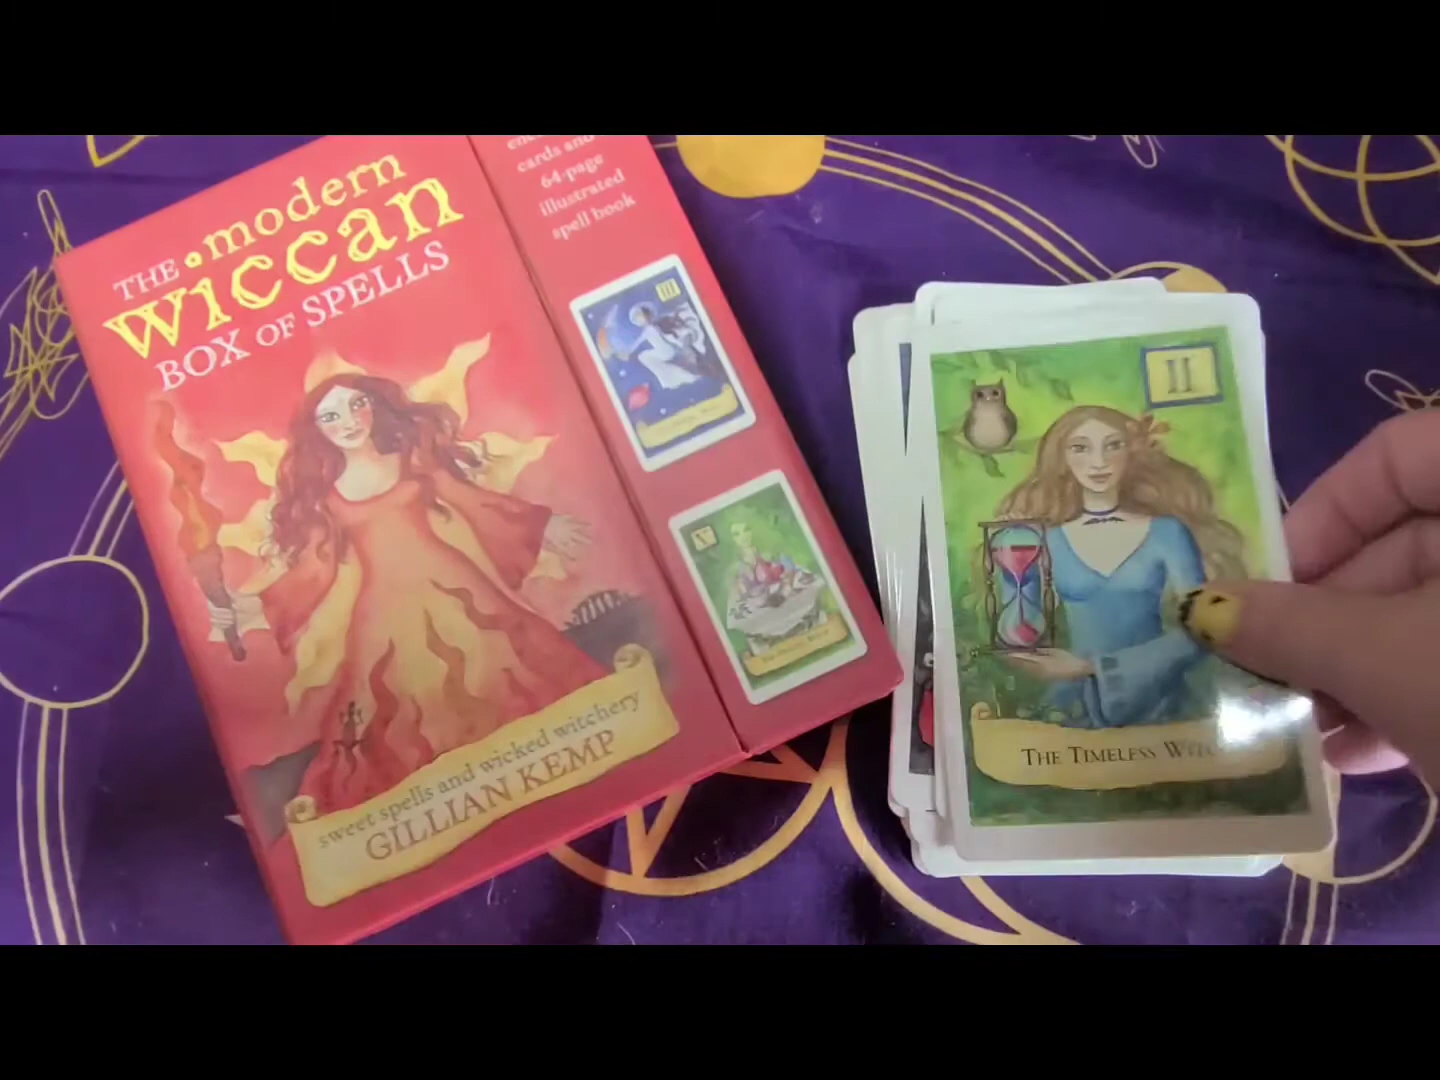 THE modern
wiccan
BOX OF SPELLS
sweet spells and wicked witchery
GILLIAN KEMP
cards and
64-page
illustrated
spell book
III
V
II
THE TIMELESS